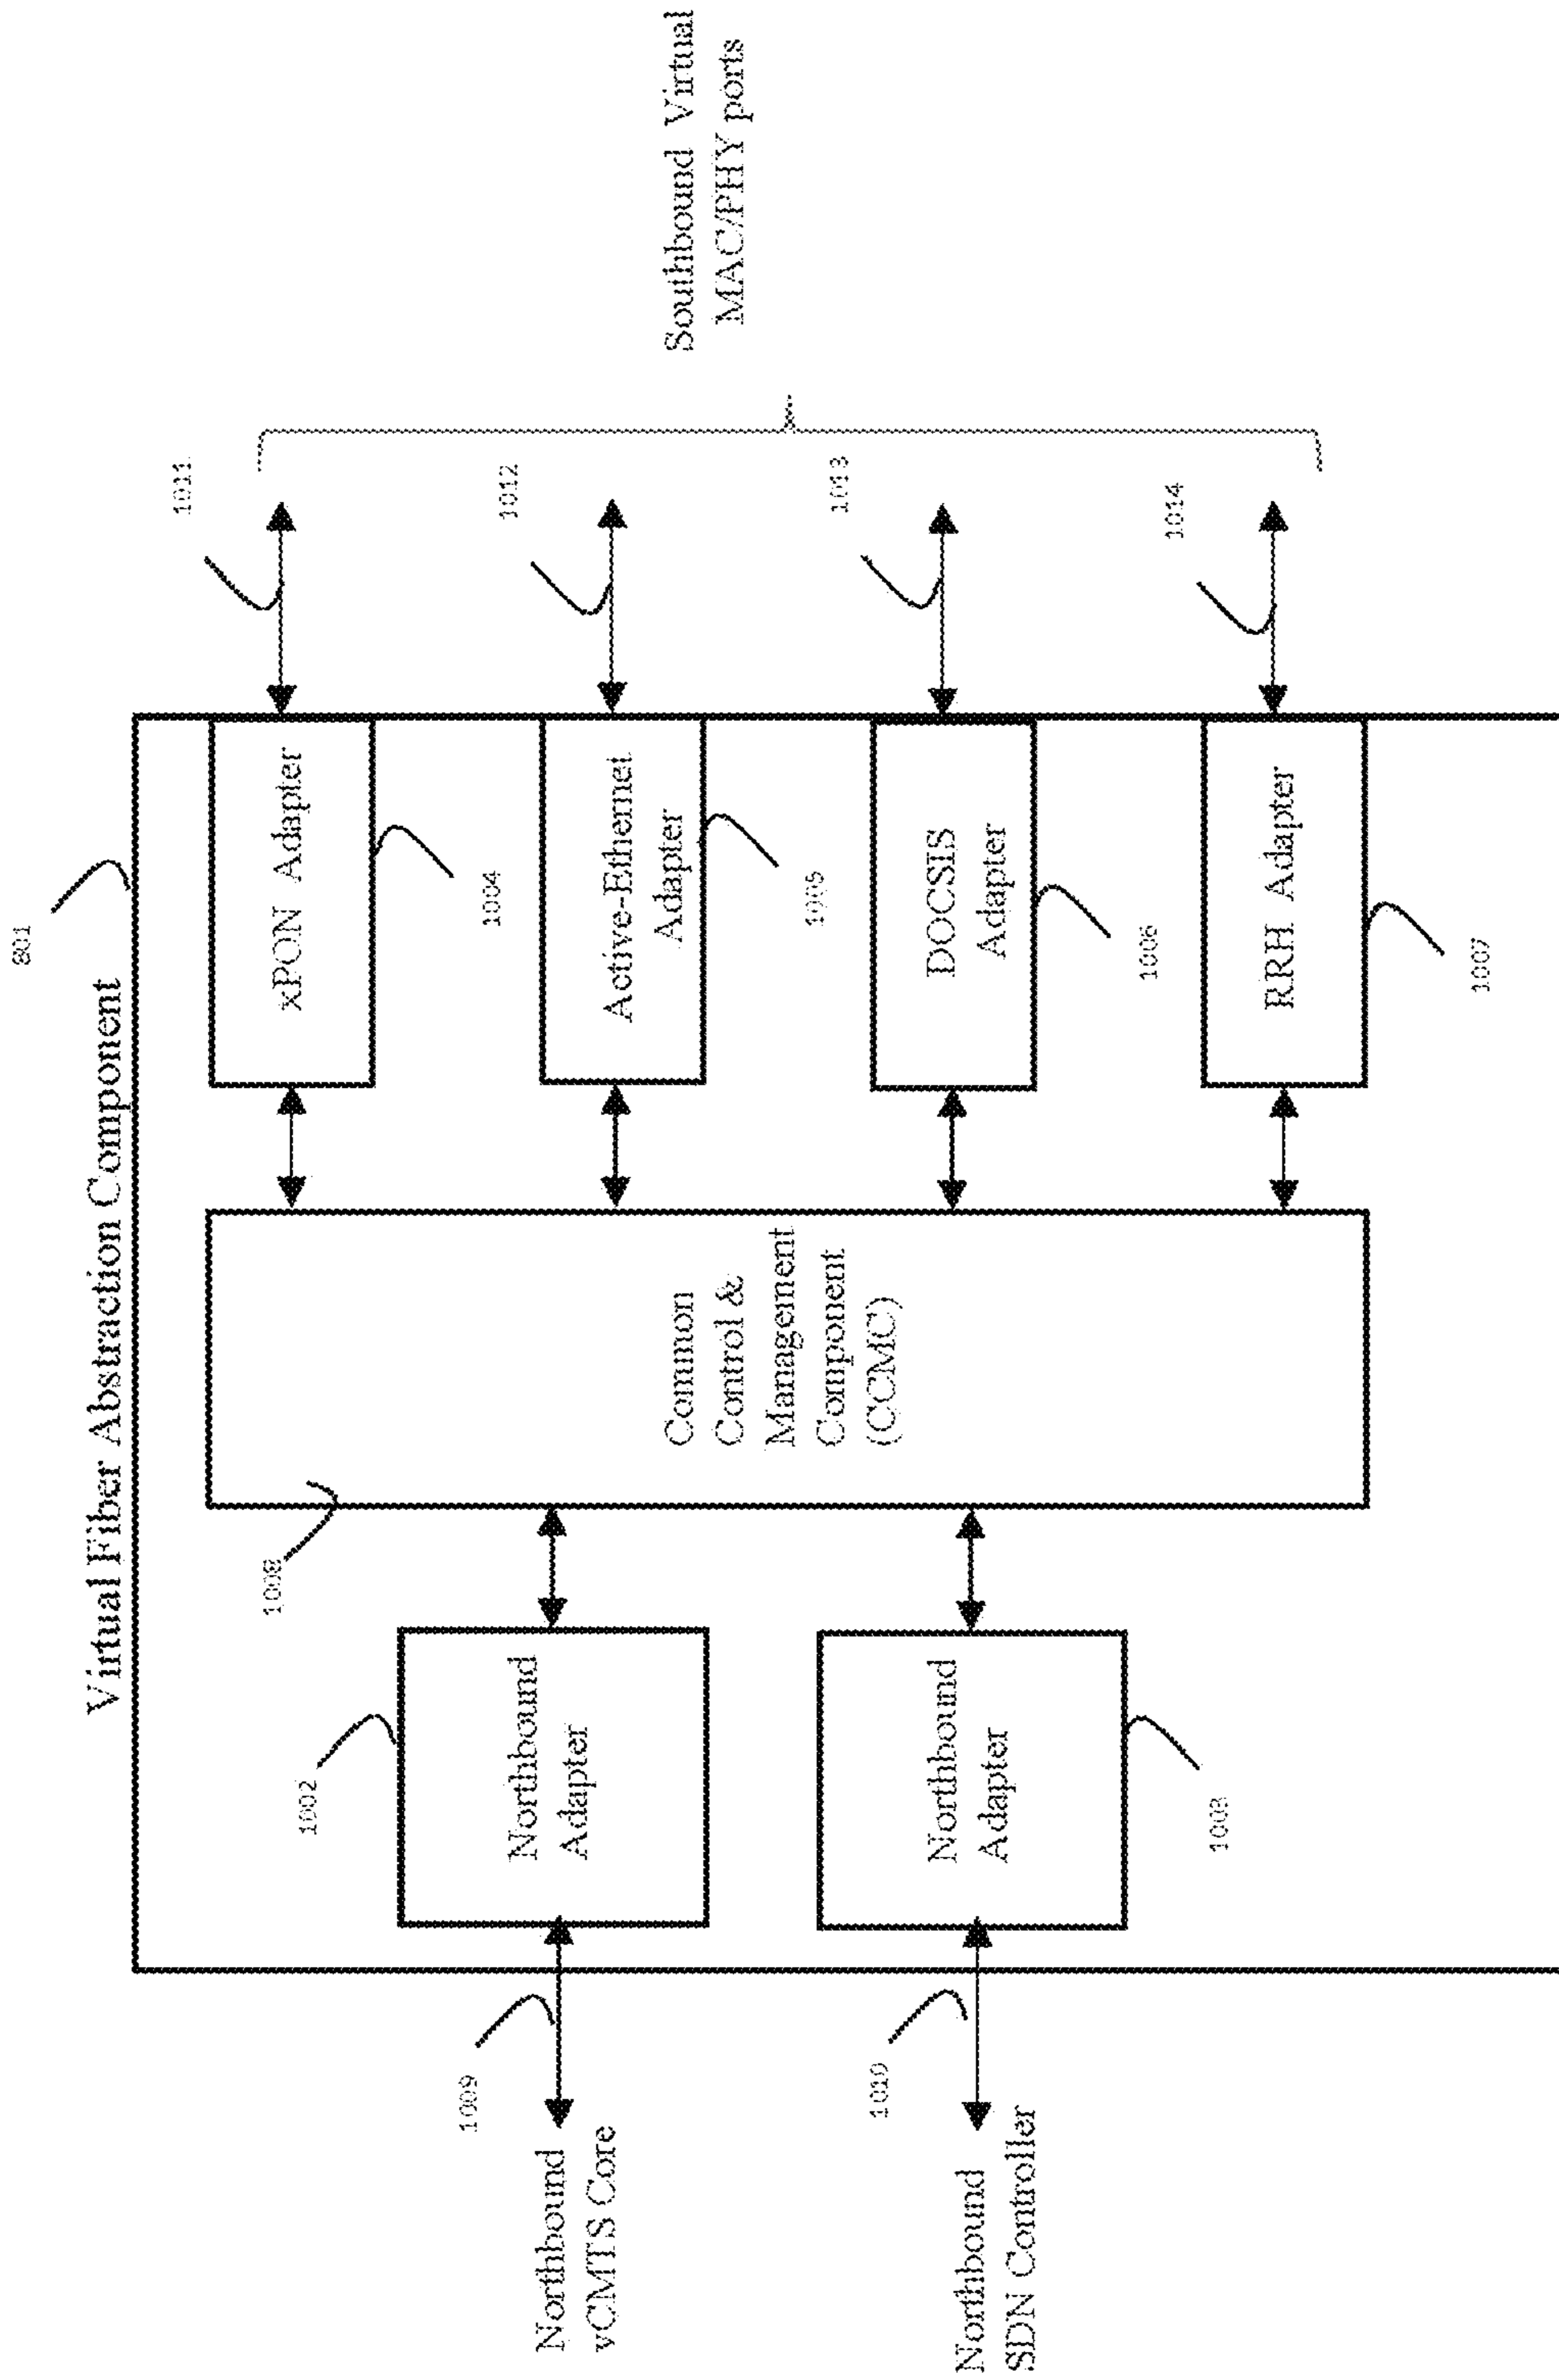 801
Virtual Fiber Abstraction Component
Northbound
vCMTS Core
1009
Northbound
SDN Controller
1010
1002
Northbound
Adapter
Northbound
Adapter
1003
1008
Common
Control &
Management
Component
(CCMC)
xPON Adapter
1004
Active-Ethernet
Adapter
1005
DOCSIS
Adapter
1006
RRH Adapter
1007
1011
1012
1013
1014
Southbound Virtual
MAC/PHY ports